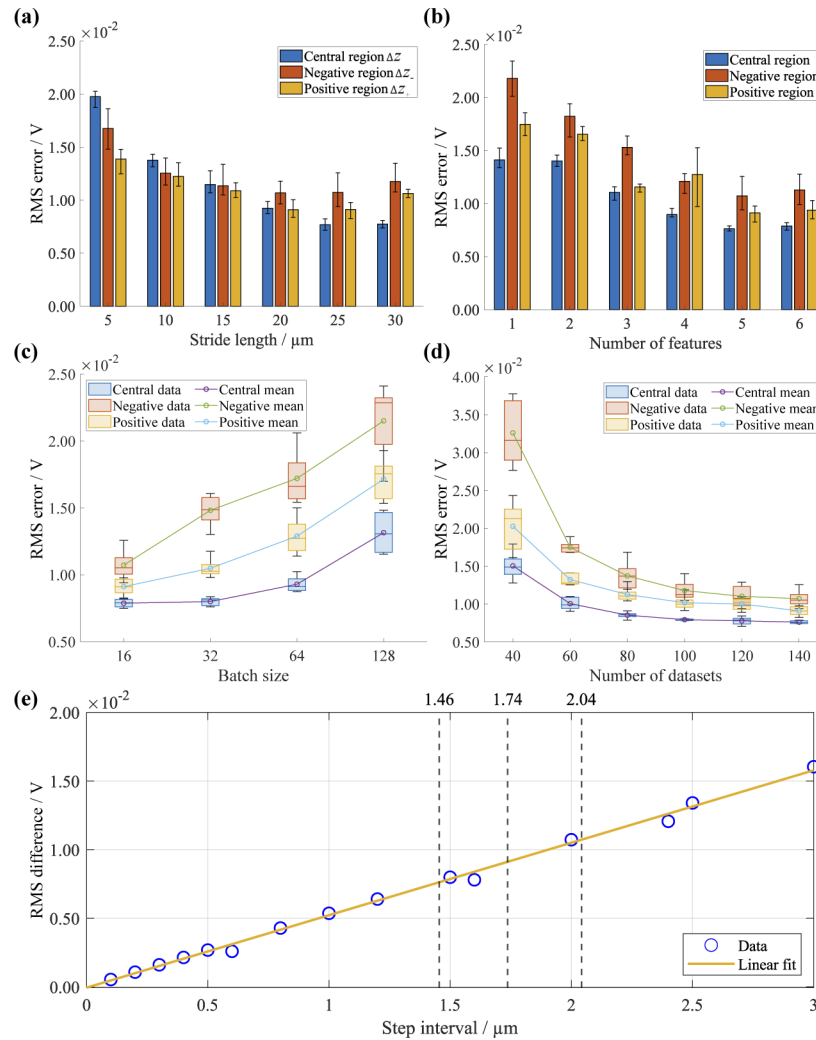 (a)
×10⁻²
2.50
2.00
1.50
1.00
0.50
0.00
RMS error / V
Central region Δz
Negative region Δz₋
Positive region Δz₊
5 10 15 20 25 30
Stride length / µm
(b)
×10⁻²
2.50
2.00
1.50
1.00
0.50
0.00
RMS error / V
Central region
Negative region
Positive region
1 2 3 4 5 6
Number of features
(c)
×10⁻²
2.50
2.00
1.50
1.00
0.50
RMS error / V
Central data Central mean
Negative data Negative mean
Positive data Positive mean
16 32 64 128
Batch size
(d)
×10⁻²
4.00
3.50
3.00
2.50
2.00
1.50
1.00
0.50
RMS error / V
Central data Central mean
Negative data Negative mean
Positive data Positive mean
40 60 80 100 120 140
Number of datasets
(e)
×10⁻²
1.46 1.74 2.04
2.00
1.50
1.00
0.50
0.00
RMS difference / V
Data
Linear fit
0 0.5 1 1.5 2 2.5 3
Step interval / µm